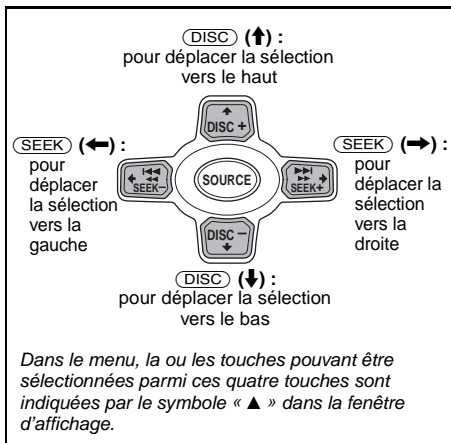 DISC (↑) :
pour déplacer la sélection
vers le haut
DISC +
SEEK (←) :
pour
déplacer
la sélection
vers la
gauche
SEEK–
SOURCE
SEEK+
SEEK (→) :
pour
déplacer la
sélection
vers la
droite
DISC –
DISC (↓) :
pour déplacer la sélection
vers le bas
Dans le menu, la ou les touches pouvant être
sélectionnées parmi ces quatre touches sont
indiquées par le symbole « ▲ » dans la fenêtre
d'affichage.